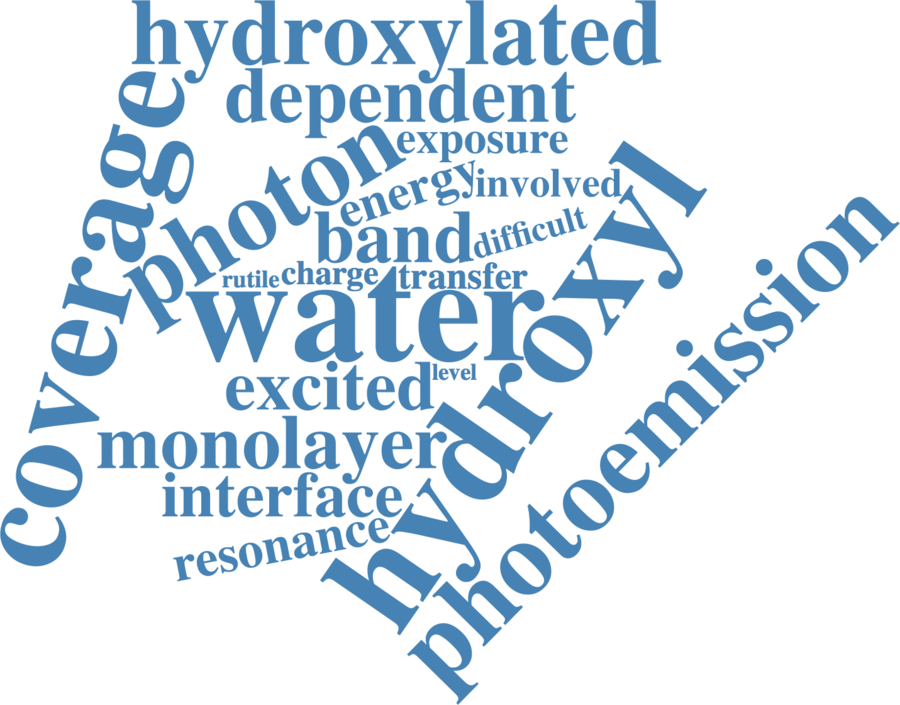 hydroxylated
dependent
coverage
exposure
photon
energy
involved
band
difficult
hydroxyl
rutile
charge
transfer
water
photoemission
excited
level
monolayer
interface
resonance